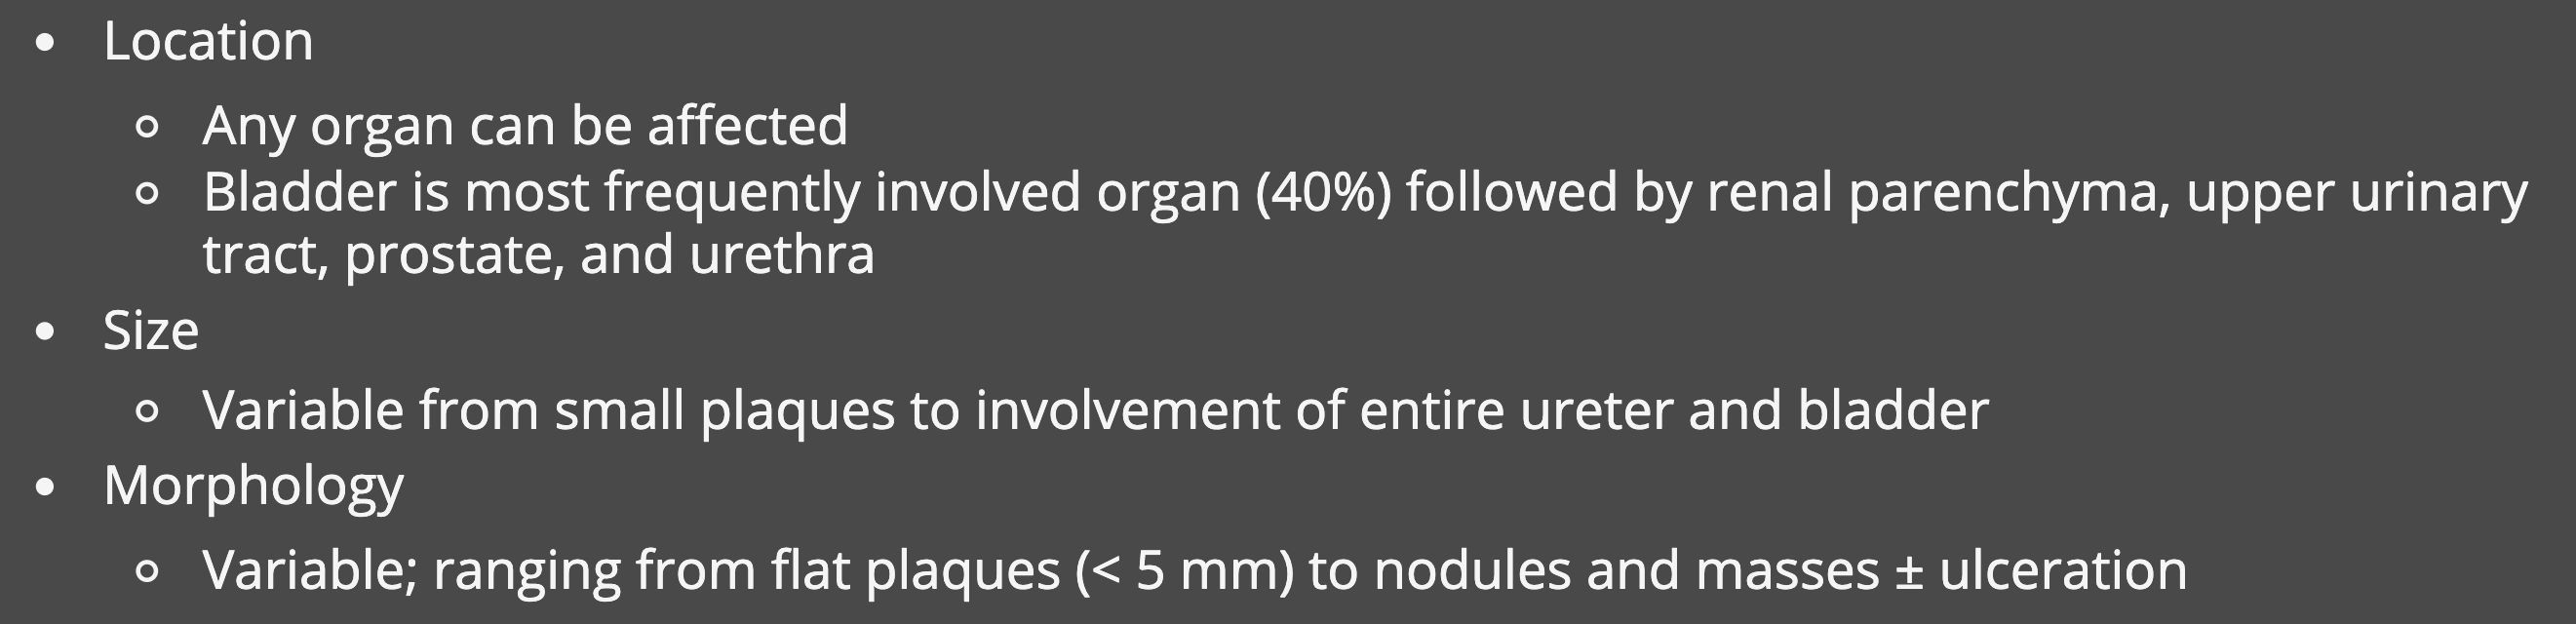 • Location
◦ Any organ can be affected
◦ Bladder is most frequently involved organ (40%) followed by renal parenchyma, upper urinary
tract, prostate, and urethra
• Size
◦ Variable from small plaques to involvement of entire ureter and bladder
• Morphology
◦ Variable; ranging from flat plaques (< 5 mm) to nodules and masses ± ulceration